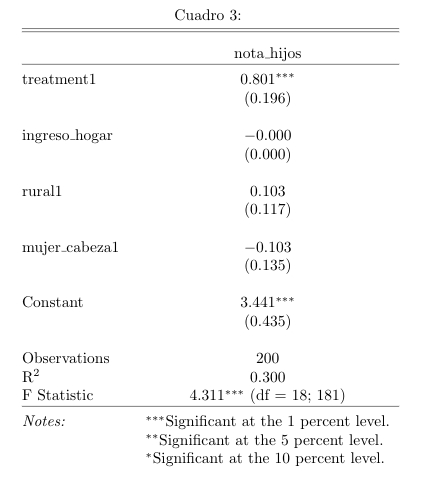 Cuadro 3:
nota_hijos
treatment1 0.801***
(0.196)
ingreso_hogar −0.000
(0.000)
rural1 0.103
(0.117)
mujer_cabeza1 −0.103
(0.135)
Constant 3.441***
(0.435)
Observations 200
R² 0.300
F Statistic 4.311*** (df = 18; 181)
Notes: ***Significant at the 1 percent level.
**Significant at the 5 percent level.
*Significant at the 10 percent level.